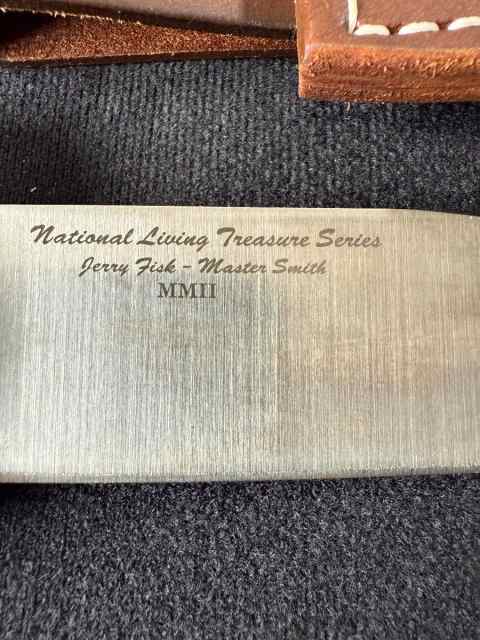 National Living Treasure Series
Jerry Fisk - Master Smith
MMII